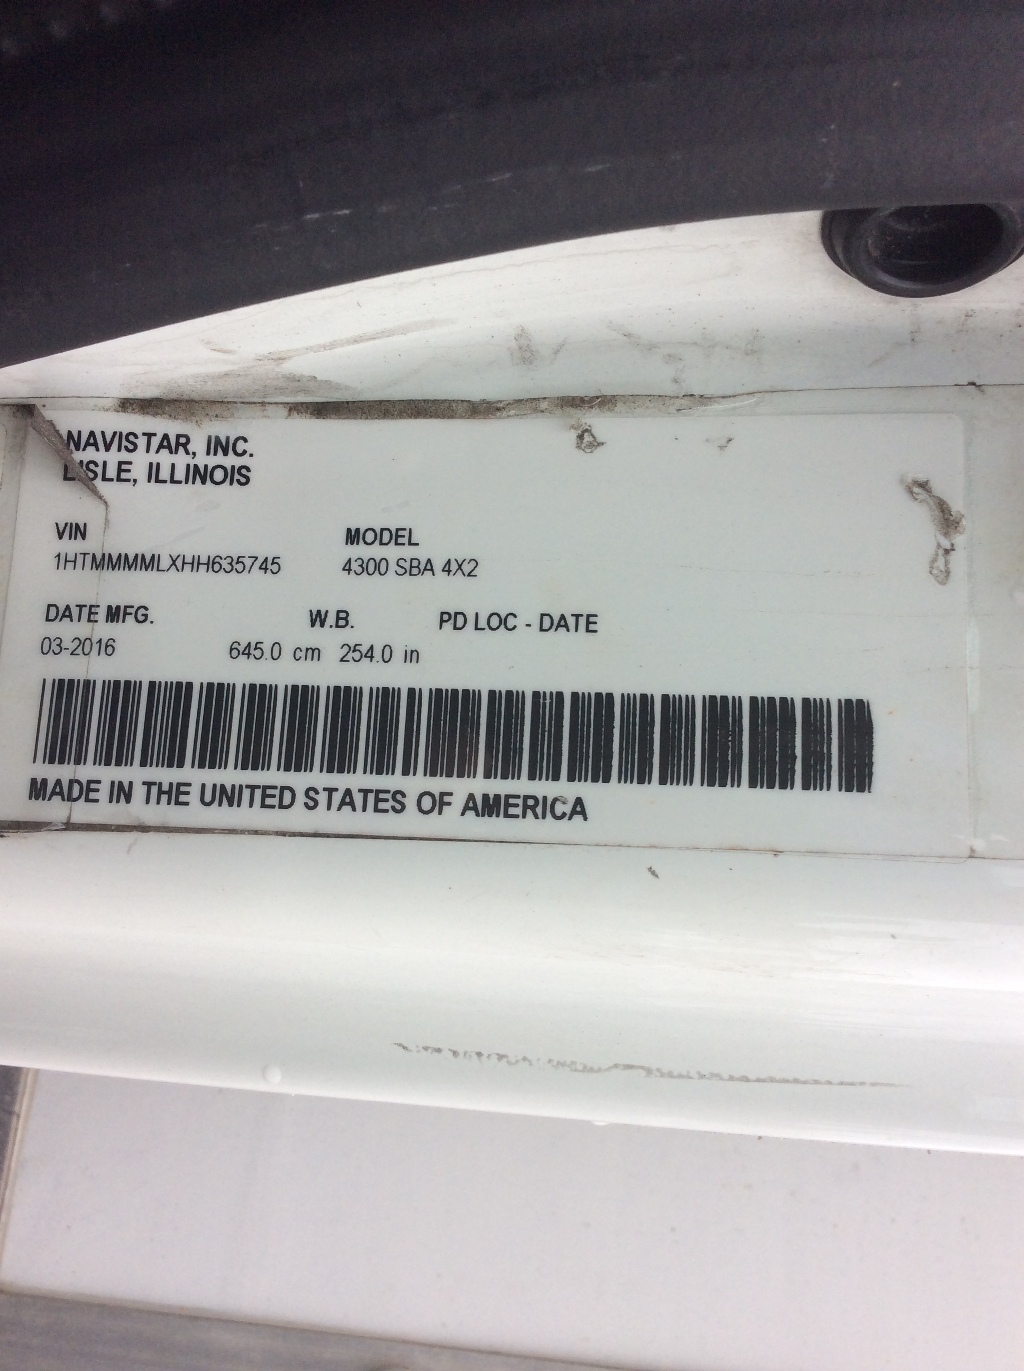 NAVISTAR, INC.
LISLE, ILLINOIS
VIN MODEL
1HTMMMMLXHH635745 4300 SBA 4X2
DATE MFG. W.B. PD LOC - DATE
03-2016 645.0 cm 254.0 in
MADE IN THE UNITED STATES OF AMERICA